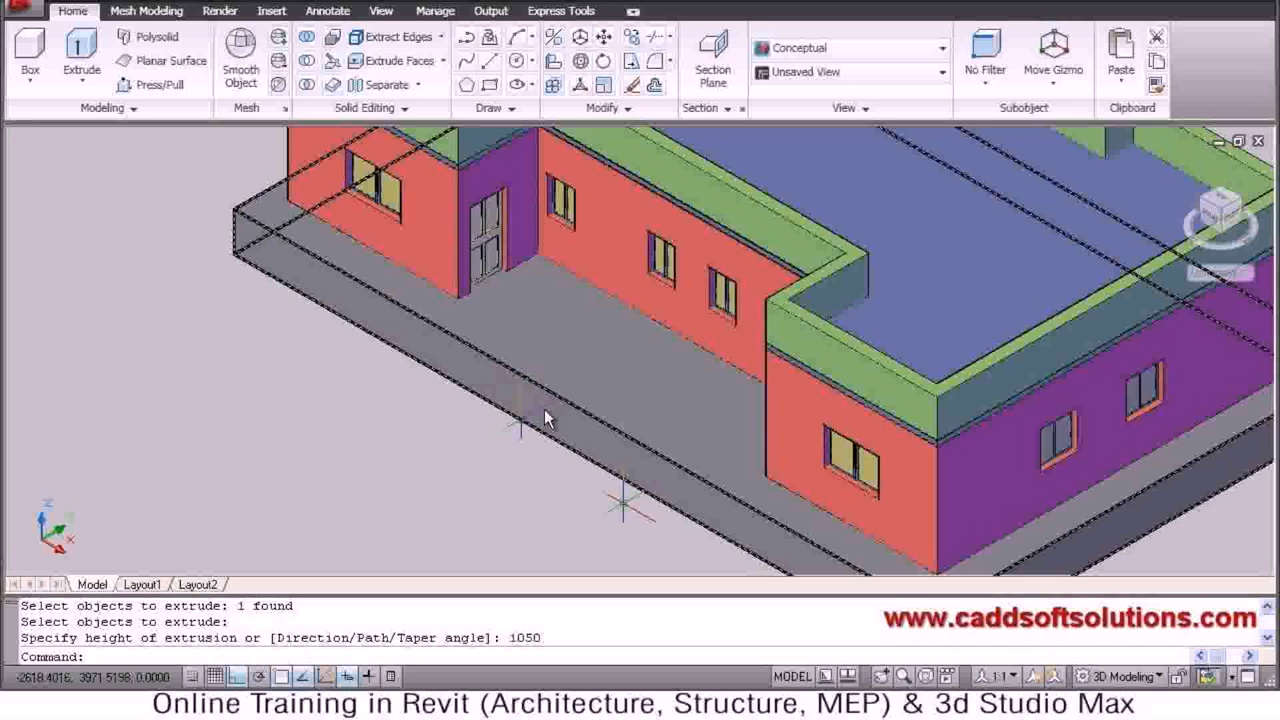 Home Mesh Modeling Render Insert Annotate View Manage Output Express Tools
Polysolid Extract Edges Conceptual
Planar Surface Extrude Faces
Box Extrude Smooth Object Section Plane Unsaved View No Filter Move Gizmo Paste
Press/Pull Separate
Modeling Mesh Solid Editing Draw Modify Section View Subobject Clipboard
Z
X
Model Layout1 Layout2
Select objects to extrude: 1 found
Select objects to extrude:
Specify height of extrusion or [Direction/Path/Taper angle]: 1050
Command:
www.caddsoftsolutions.com
-2618.4016, 3971.5198, 0.0000 MODEL 1:1 3D Modeling
Online Training in Revit (Architecture, Structure, MEP) & 3d Studio Max